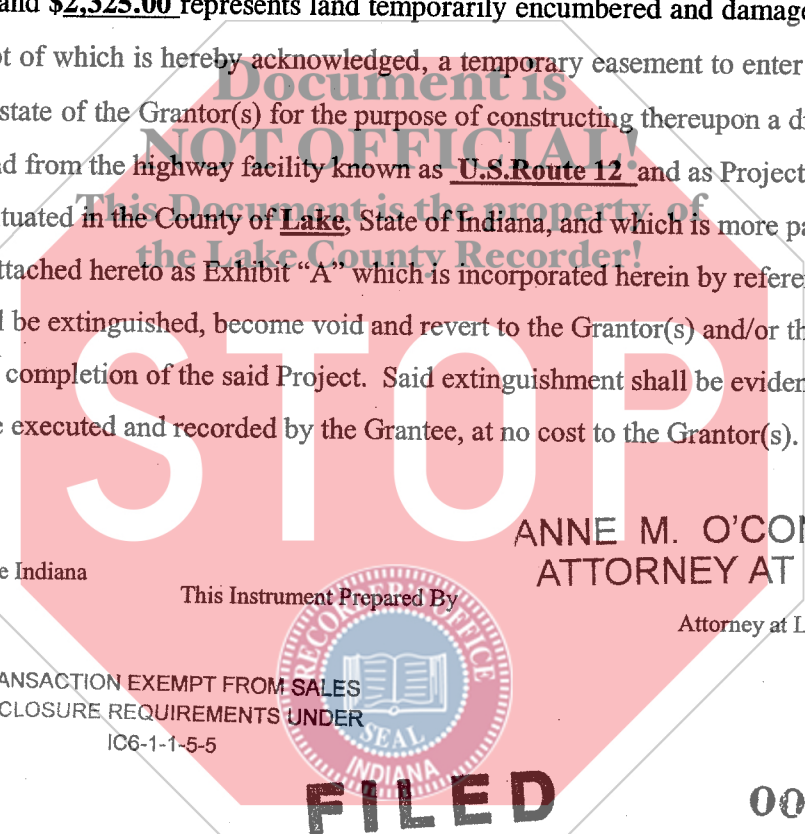 and $2,325.00 represents land temporarily encumbered and damage
of which is hereby acknowledged, a temporary easement to enter
Document is
state of the Grantor(s) for the purpose of constructing thereupon a d
NOT OFFICIAL!
from the highway facility known as U.S.Route 12 and as Project
This Document is the property of
tuated in the County of Lake, State of Indiana, and which is more pa
the Lake County Recorder!
ttached hereto as Exhibit “A” which is incorporated herein by refere
be extinguished, become void and revert to the Grantor(s) and/or th
completion of the said Project. Said extinguishment shall be eviden
executed and recorded by the Grantee, at no cost to the Grantor(s).
STOP
ANNE M. O'CO
ATTORNEY AT
e Indiana
This Instrument Prepared By
Attorney at L
RECORDER'S OFFICE
SEAL
INDIANA
ANSACTION EXEMPT FROM SALES
CLOSURE REQUIREMENTS UNDER
IC6-1-1-5-5
FILED
00